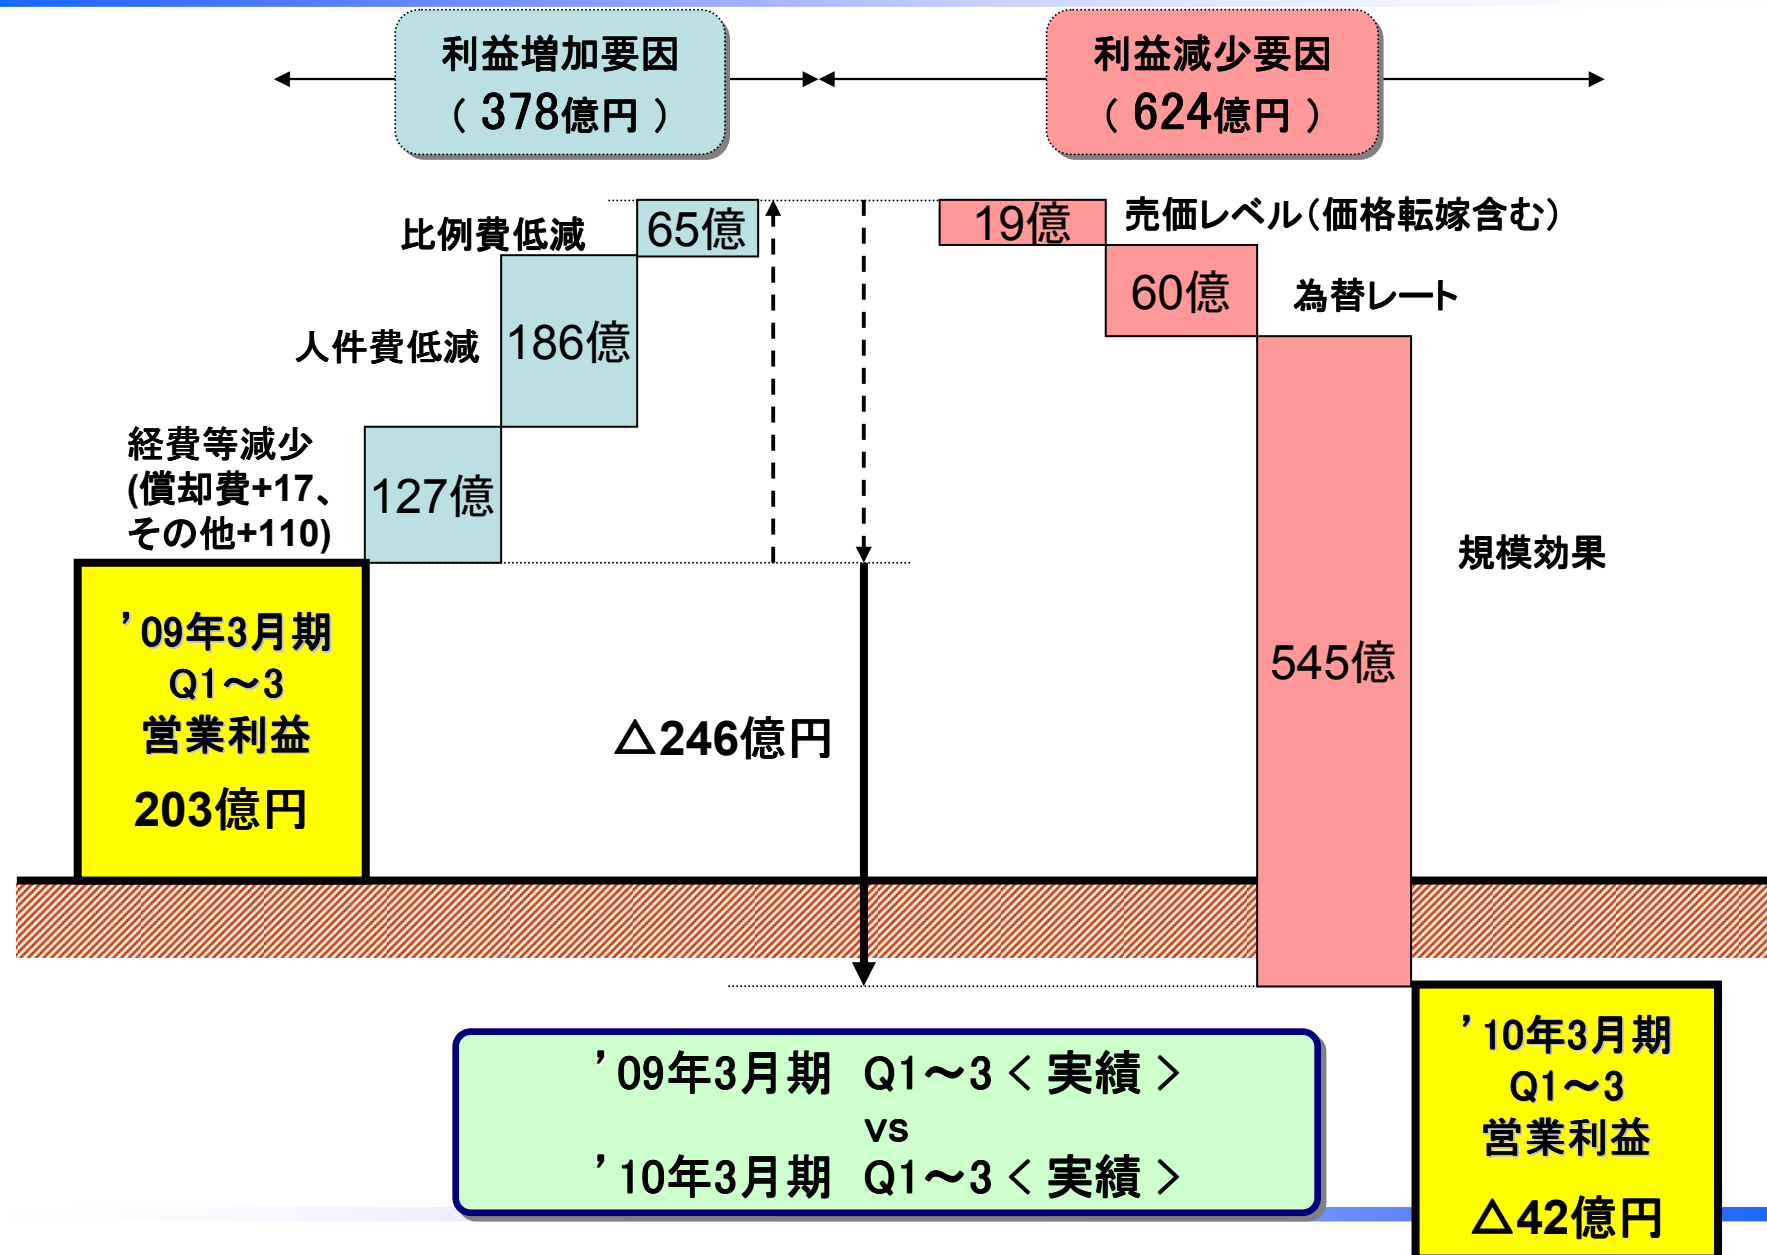 利益増加要因
（ 378億円 ）
利益減少要因
（ 624億円 ）
比例費低減
65億
人件費低減
186億
経費等減少
(償却費+17、
その他+110)
127億
19億
売価レベル（価格転嫁含む）
60億
為替レート
545億
規模効果
’09年3月期
Q1～3
営業利益
203億円
△246億円
’09年3月期 Q1～3＜実績＞
vs
’10年3月期 Q1～3＜実績＞
’10年3月期
Q1～3
営業利益
△42億円